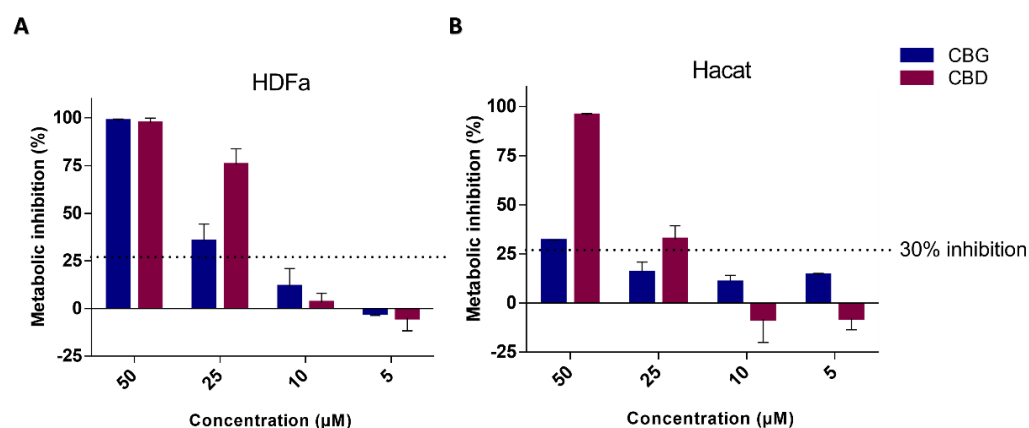 A
HDFa
Metabolic inhibition (%)
100
75
50
25
0
-25
50
25
10
5
Concentration (µM)
B
Hacat
Metabolic inhibition (%)
100
75
50
25
0
-25
50
25
10
5
Concentration (µM)
CBG
CBD
30% inhibition